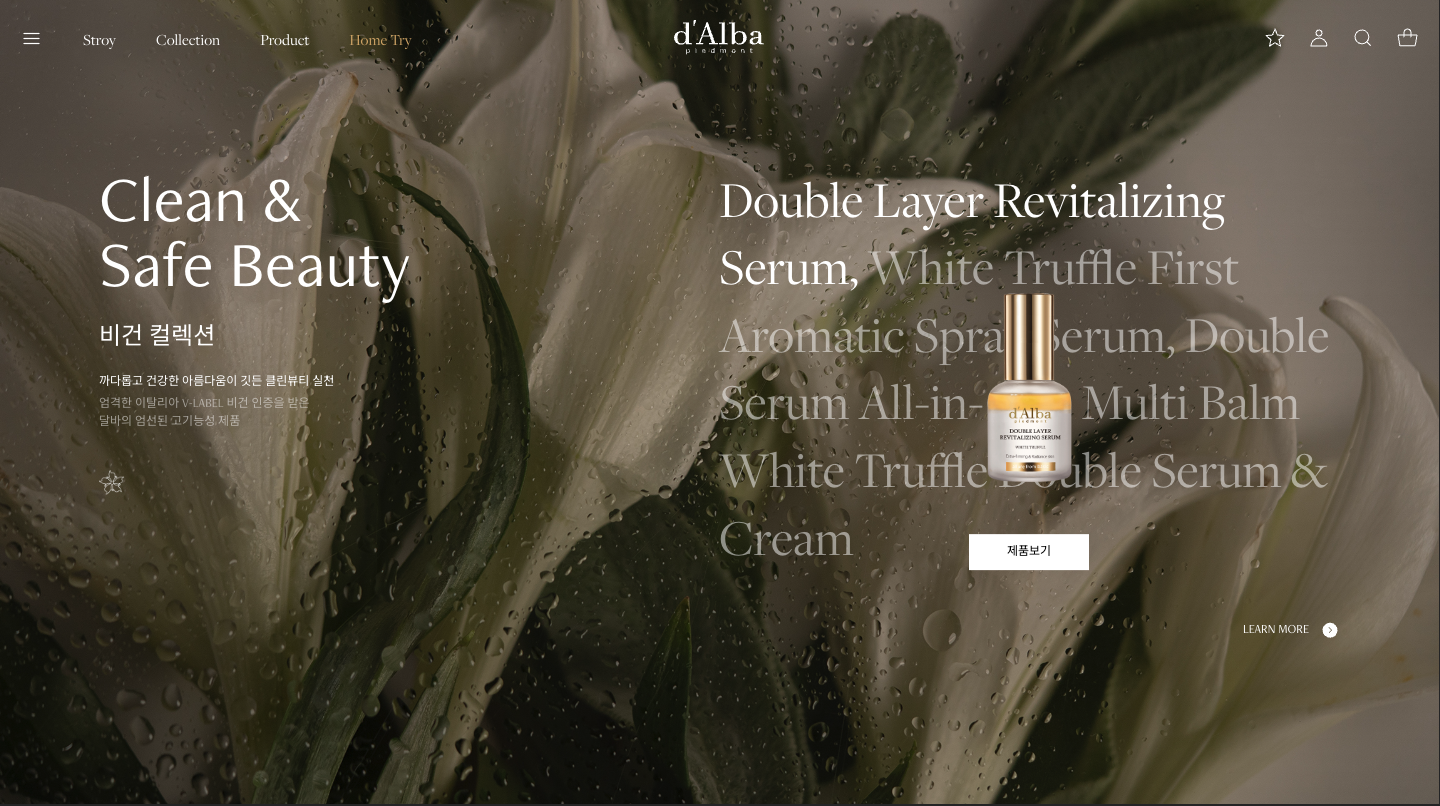 Stroy
Collection
Product
Home Try
d'Alba
piedmont
Clean &
Safe Beauty
비건 컬렉션
까다롭고 건강한 아름다움이 깃든 클린뷰티 실천
엄격한 이탈리아 V-LABEL 비건 인증을 받은
달바의 엄선된 고기능성 제품
Double Layer Revitalizing
Serum, White Truffle First
Aromatic Spra Serum, Double
Serum All-in- Multi Balm
White Truffle Double Serum &
Cream
d'Alba
piedmont
DOUBLE LAYER
REVITALIZING SERUM
WHITE TRUFFLE
제품보기
LEARN MORE